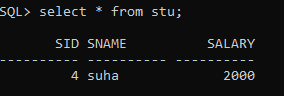 SQL> select * from stu;
SID SNAME SALARY
---------- ---------- ----------
4 suha 2000